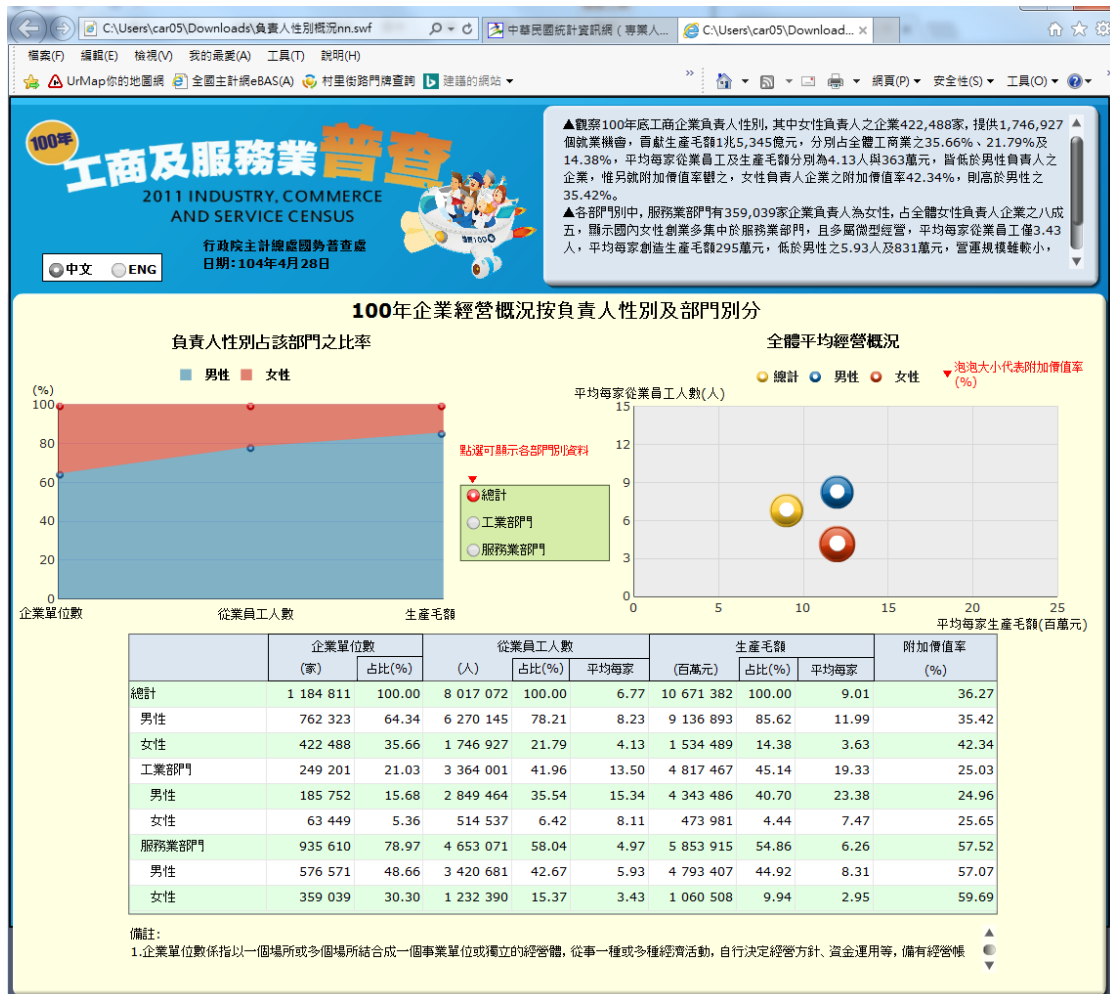 C:\Users\car05\Downloads\負責人性別概況nn.swf
中華民國統計資訊網 ( 專業人...
C:\Users\car05\Download...
檔案(F) 編輯(E) 檢視(V) 我的最愛(A) 工具(T) 說明(H)
UrMap你的地圖網 全國主計網eBAS(A) 村里街路門牌查詢 建議的網站
網頁(P) 安全性(S) 工具(O)
100年
工商及服務業普查
2011 INDUSTRY, COMMERCE
AND SERVICE CENSUS
行政院主計總處國勢普查處
日期:104年4月28日
中文 ENG
普查100
▲觀察100年底工商企業負責人性別,其中女性負責人之企業422,488家,提供1,746,927
個就業機會,貢獻生產毛額1兆5,345億元,分別占全體工商業之35.66%、21.79%及
14.38%,平均每家從業員工及生產毛額分別為4.13人與363萬元,皆低於男性負責人之
企業,惟另就附加價值率觀之,女性負責人企業之附加價值率42.34%,則高於男性之
35.42%。
▲各部門別中,服務業部門有359,039家企業負責人為女性,占全體女性負責人企業之八成
五,顯示國內女性創業多集中於服務業部門,且多屬微型經營,平均每家從業員工僅3.43
人,平均每家創造生產毛額295萬元,低於男性之5.93人及831萬元,營運規模雖較小,
100年企業經營概況按負責人性別及部門別分
負責人性別占該部門之比率
男性 女性
(%)
100
80
60
40
20
0
企業單位數 從業員工人數 生產毛額
點選可顯示各部門別資料
總計
工業部門
服務業部門
全體平均經營概況
總計 男性 女性
泡泡大小代表附加價值率
(%)
平均每家從業員工人數(人)
15
12
9
6
3
0
0 5 10 15 20 25
平均每家生產毛額(百萬元)
企業單位數 從業員工人數 生產毛額 附加價值率
(家) 占比(%) (人) 占比(%) 平均每家 (百萬元) 占比(%) 平均每家 (%)
總計 1 184 811 100.00 8 017 072 100.00 6.77 10 671 382 100.00 9.01 36.27
男性 762 323 64.34 6 270 145 78.21 8.23 9 136 893 85.62 11.99 35.42
女性 422 488 35.66 1 746 927 21.79 4.13 1 534 489 14.38 3.63 42.34
工業部門 249 201 21.03 3 364 001 41.96 13.50 4 817 467 45.14 19.33 25.03
男性 185 752 15.68 2 849 464 35.54 15.34 4 343 486 40.70 23.38 24.96
女性 63 449 5.36 514 537 6.42 8.11 473 981 4.44 7.47 25.65
服務業部門 935 610 78.97 4 653 071 58.04 4.97 5 853 915 54.86 6.26 57.52
男性 576 571 48.66 3 420 681 42.67 5.93 4 793 407 44.92 8.31 57.07
女性 359 039 30.30 1 232 390 15.37 3.43 1 060 508 9.94 2.95 59.69
備註:
1.企業單位數係指以一個場所或多個場所結合成一個事業單位或獨立的經營體,從事一種或多種經濟活動,自行決定經營方針、資金運用等,備有經營帳